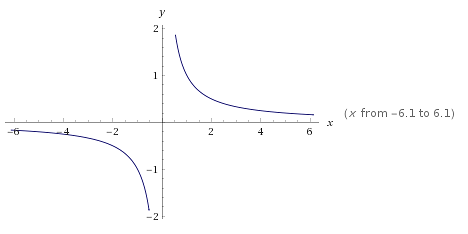 y
2
1
-6 -4 -2 2 4 6 x
(x from −6.1 to 6.1)
-1
-2